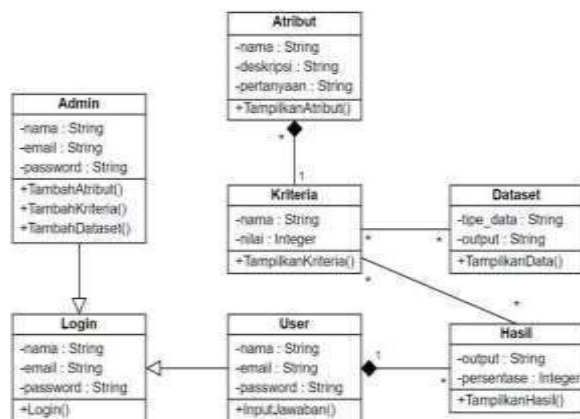 Atribut
-nama : String
-deskripsi : String
-pertanyaan : String
+TampilkanAtribut()
Admin
-nama : String
-email : String
-password : String
+TambahAtribut()
+TambahKriteria()
+TambahDataset()
*
1
Kriteria
-nama : String
-nilai : Integer
+TampilkanKriteria()
*
*
*
Dataset
-tipe_data : String
-output : String
+TampilkanData()
*
Login
-nama : String
-email : String
-password : String
+Login()
User
-nama : String
-email : String
-password : String
+InputJawaban()
1
*
Hasil
-output : String
-persentase : Integer
+TampilkanHasil()